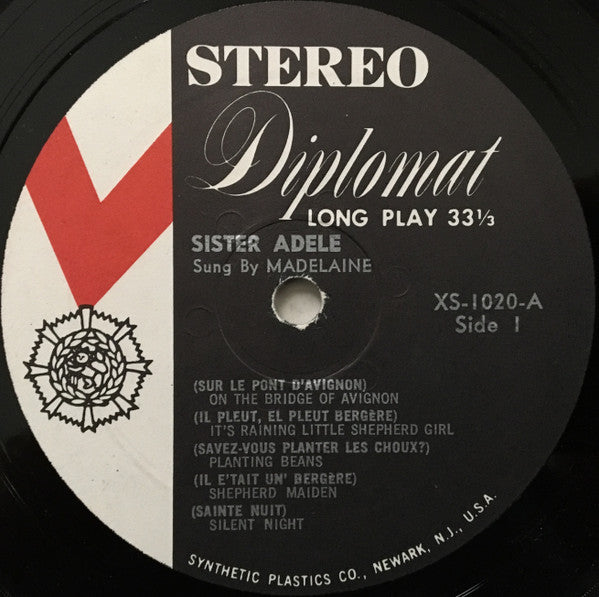 STEREO
Diplomat
LONG PLAY 33⅓
SISTER ADELE
Sung By MADELAINE
XS-1020-A
Side 1
(SUR LE PONT D'AVIGNON)
ON THE BRIDGE OF AVIGNON
(IL PLEUT, EL PLEUT BERGÈRE)
IT'S RAINING LITTLE SHEPHERD GIRL
(SAVEZ-VOUS PLANTER LES CHOUX?)
PLANTING BEANS
(IL E'TAIT UN' BERGÈRE)
SHEPHERD MAIDEN
(SAINTE NUIT)
SILENT NIGHT
SYNTHETIC PLASTICS CO., NEWARK, N.J., U.S.A.